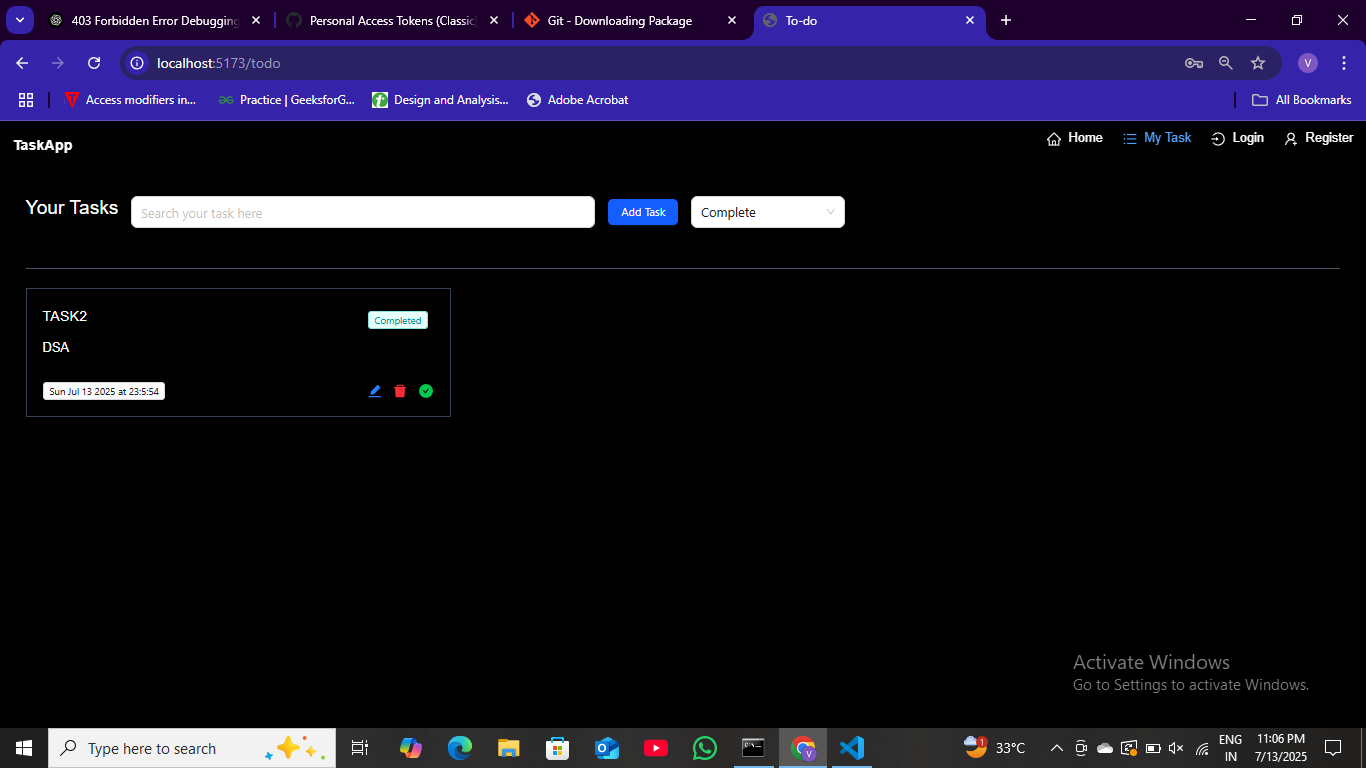 403 Forbidden Error Debugging
Personal Access Tokens (Classic)
Git - Downloading Package
To-do
localhost:5173/todo
V
Access modifiers in...
Practice | GeeksforG...
Design and Analysis...
Adobe Acrobat
All Bookmarks
TaskApp
Home
My Task
Login
Register
Your Tasks
Search your task here
Add Task
Complete
TASK2
Completed
DSA
Sun Jul 13 2025 at 23:5:54
Activate Windows
Go to Settings to activate Windows.
Type here to search
V
1
33°C
ENG
IN
11:06 PM
7/13/2025